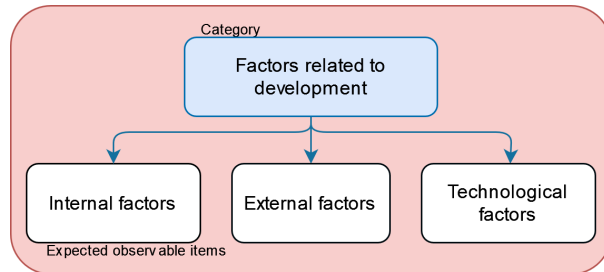 Category
Factors related to
development
Internal factors
External factors
Technological
factors
Expected observable items